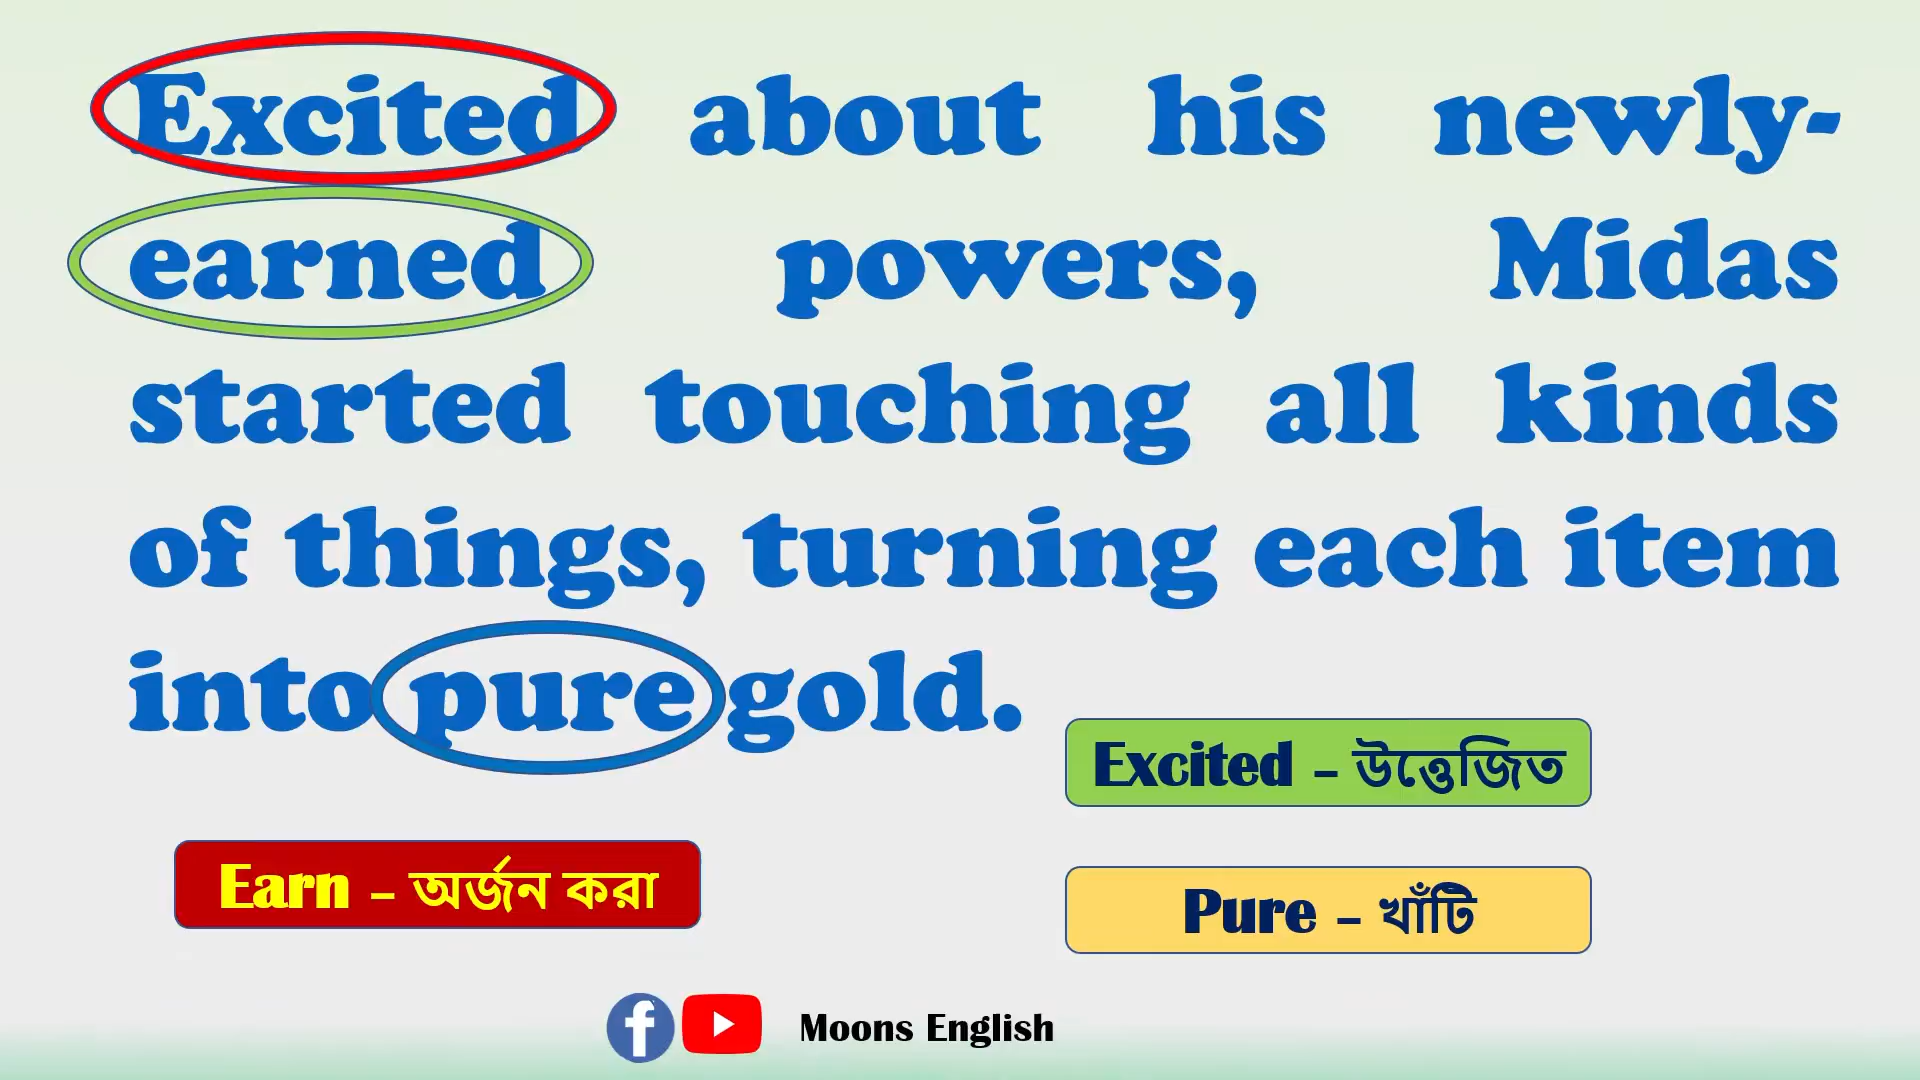 Excited about his newly-
earned powers, Midas
started touching all kinds
of things, turning each item
into pure gold.
Excited – উত্তেজিত
Earn – অর্জন করা
Pure – খাঁটি
Moons English